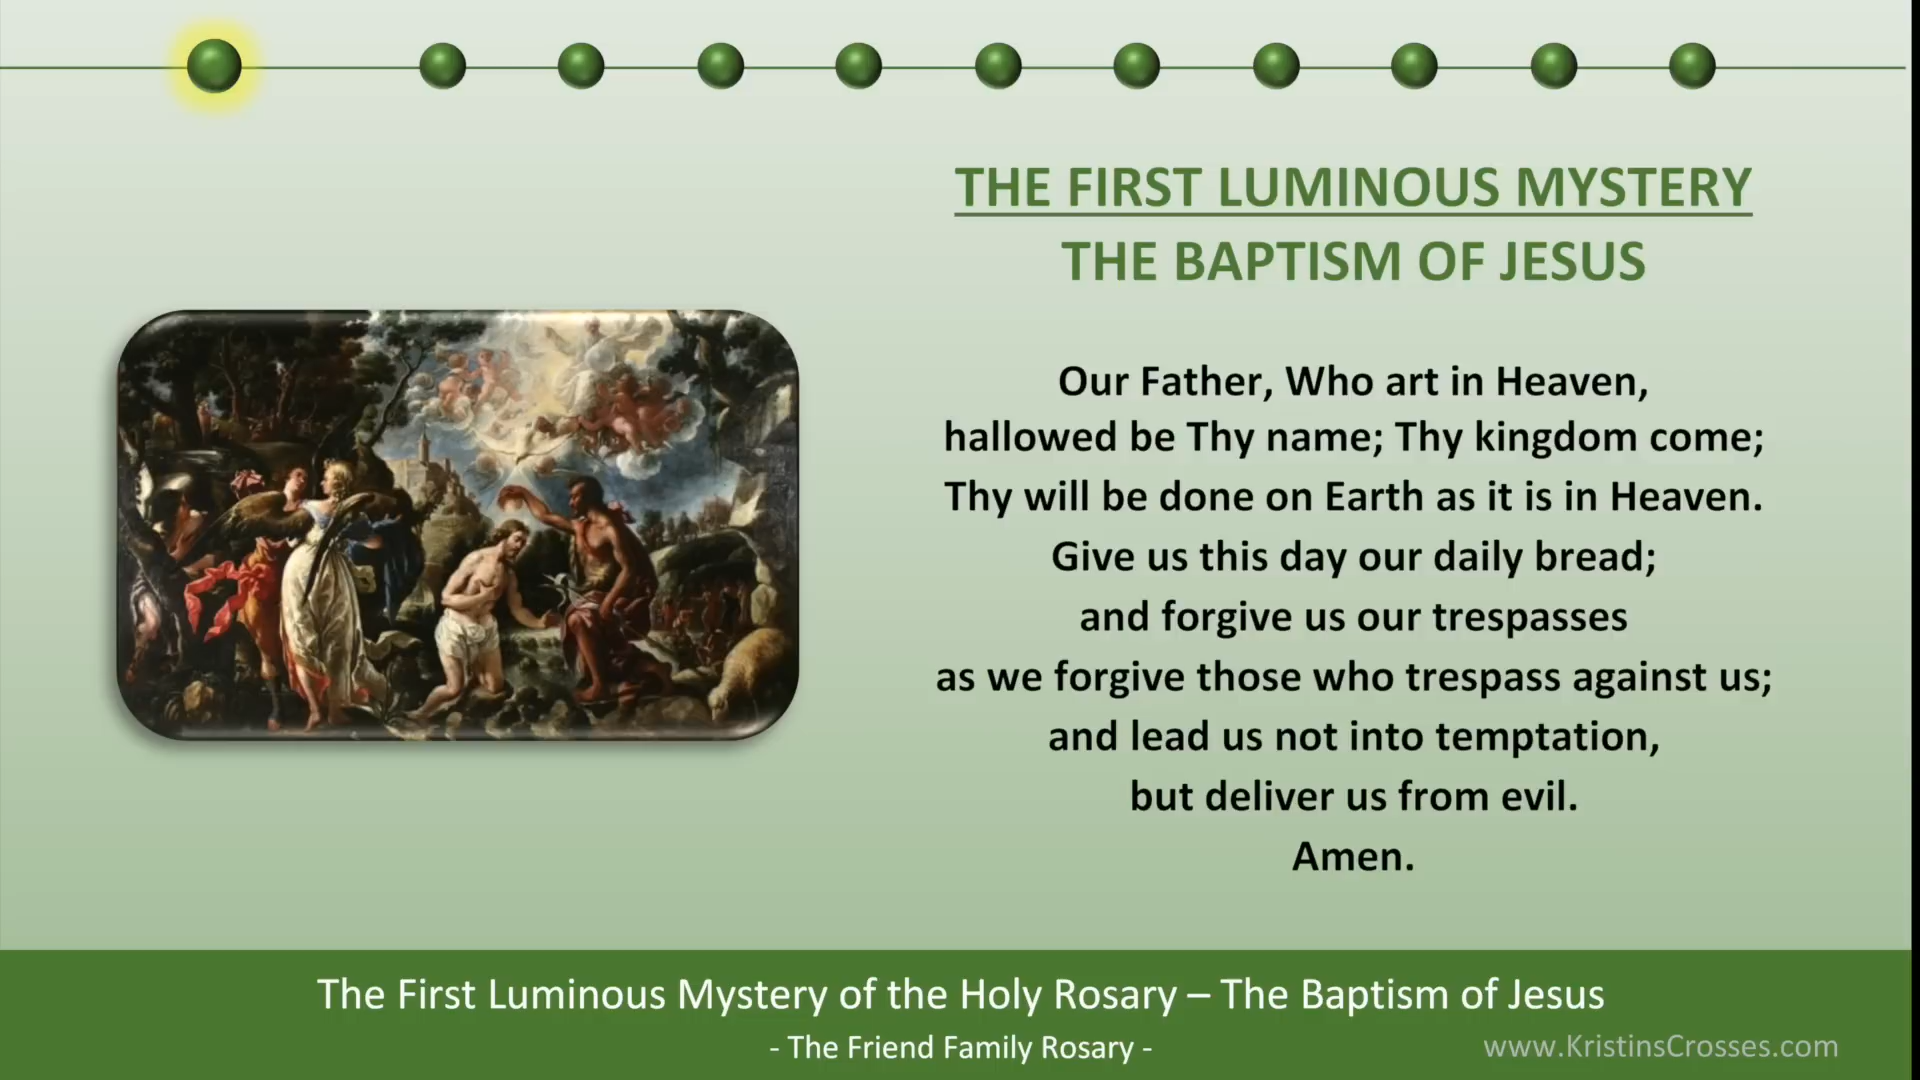 THE FIRST LUMINOUS MYSTERY
THE BAPTISM OF JESUS
Our Father, Who art in Heaven,
hallowed be Thy name; Thy kingdom come;
Thy will be done on Earth as it is in Heaven.
Give us this day our daily bread;
and forgive us our trespasses
as we forgive those who trespass against us;
and lead us not into temptation,
but deliver us from evil.
Amen.
The First Luminous Mystery of the Holy Rosary – The Baptism of Jesus
- The Friend Family Rosary -
www.KristinsCrosses.com